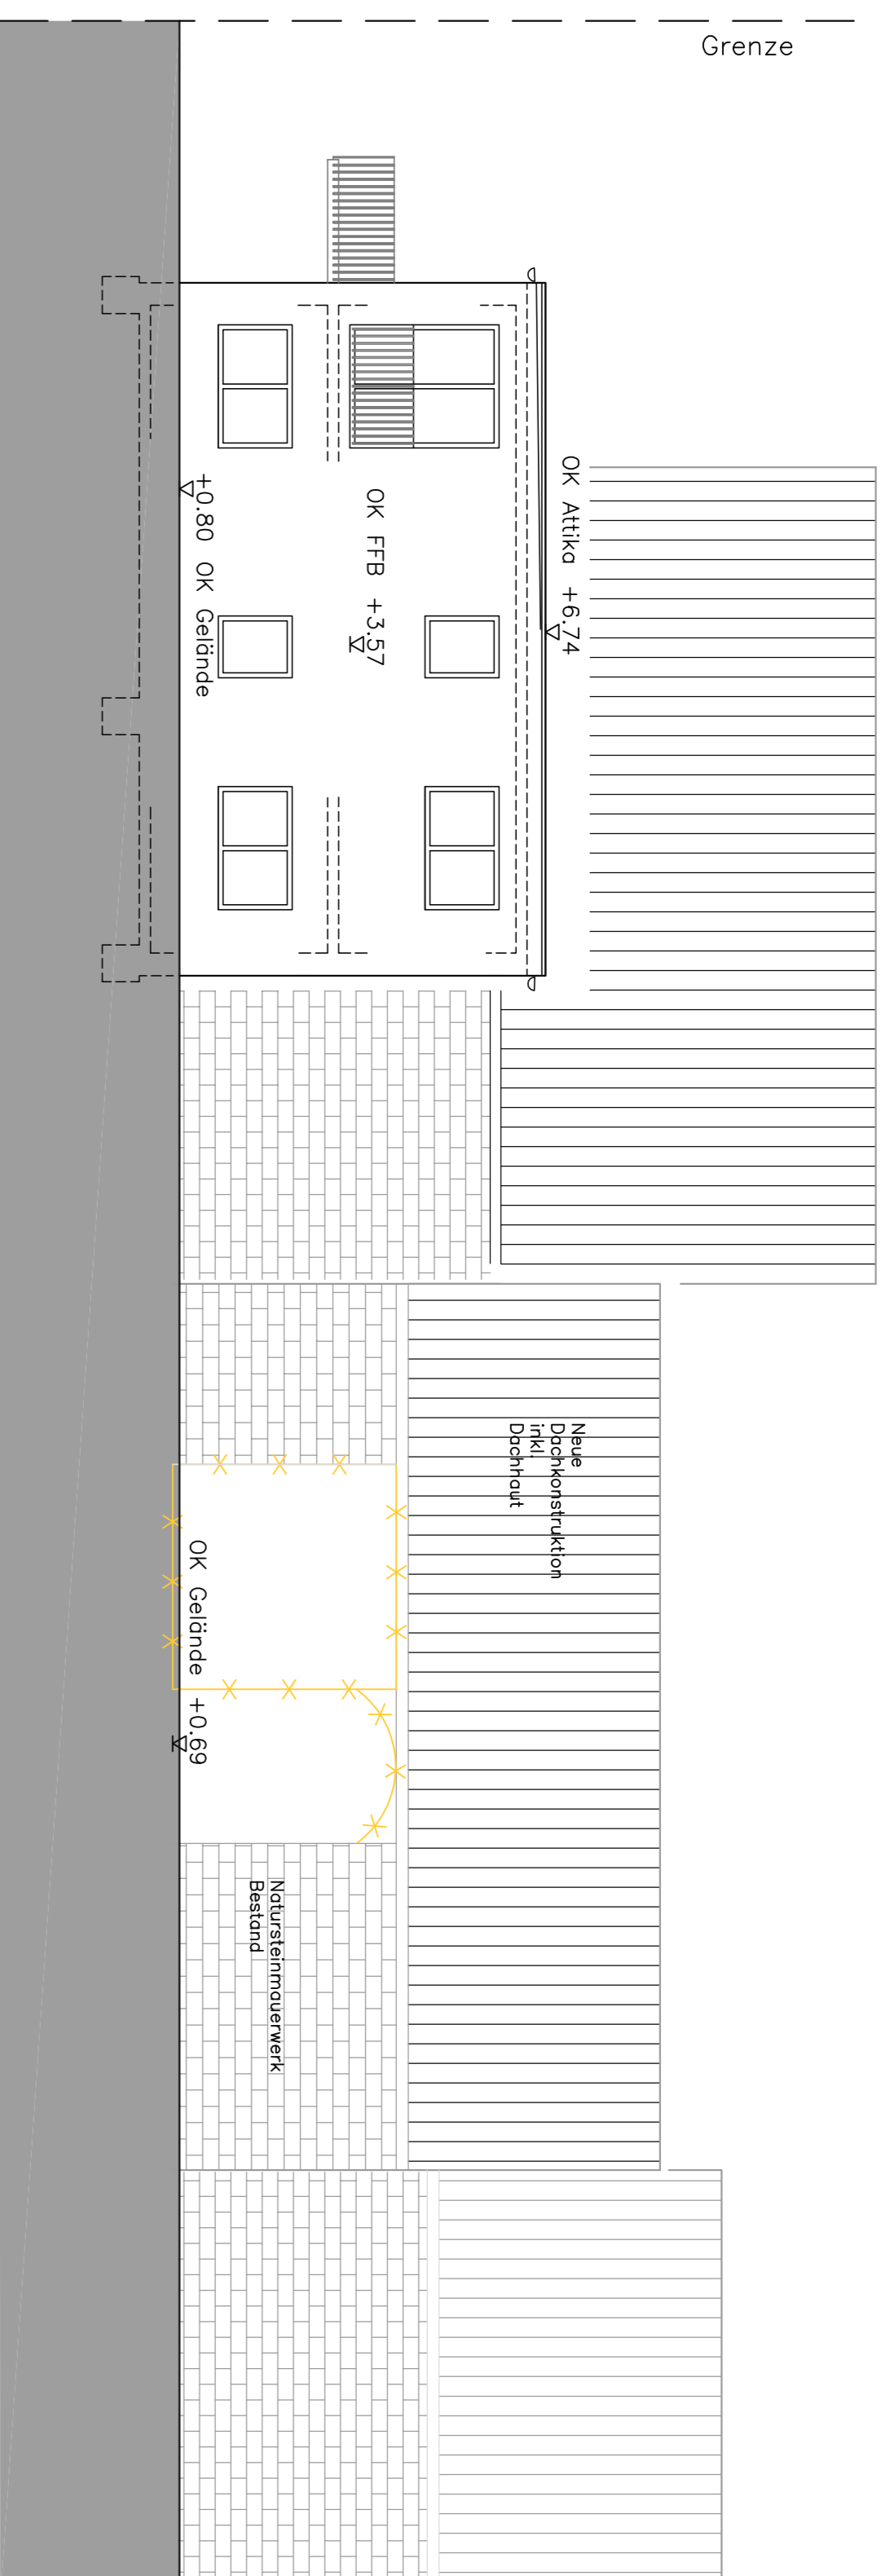 Grenze
OK Attika +6.74
OK FFB +3.57
+0.80 OK Gelände
Neue
Dachkonstruktion
inkl.
Dachhaut
OK Gelände +0.69
Natursteinmauerwerk
Bestand